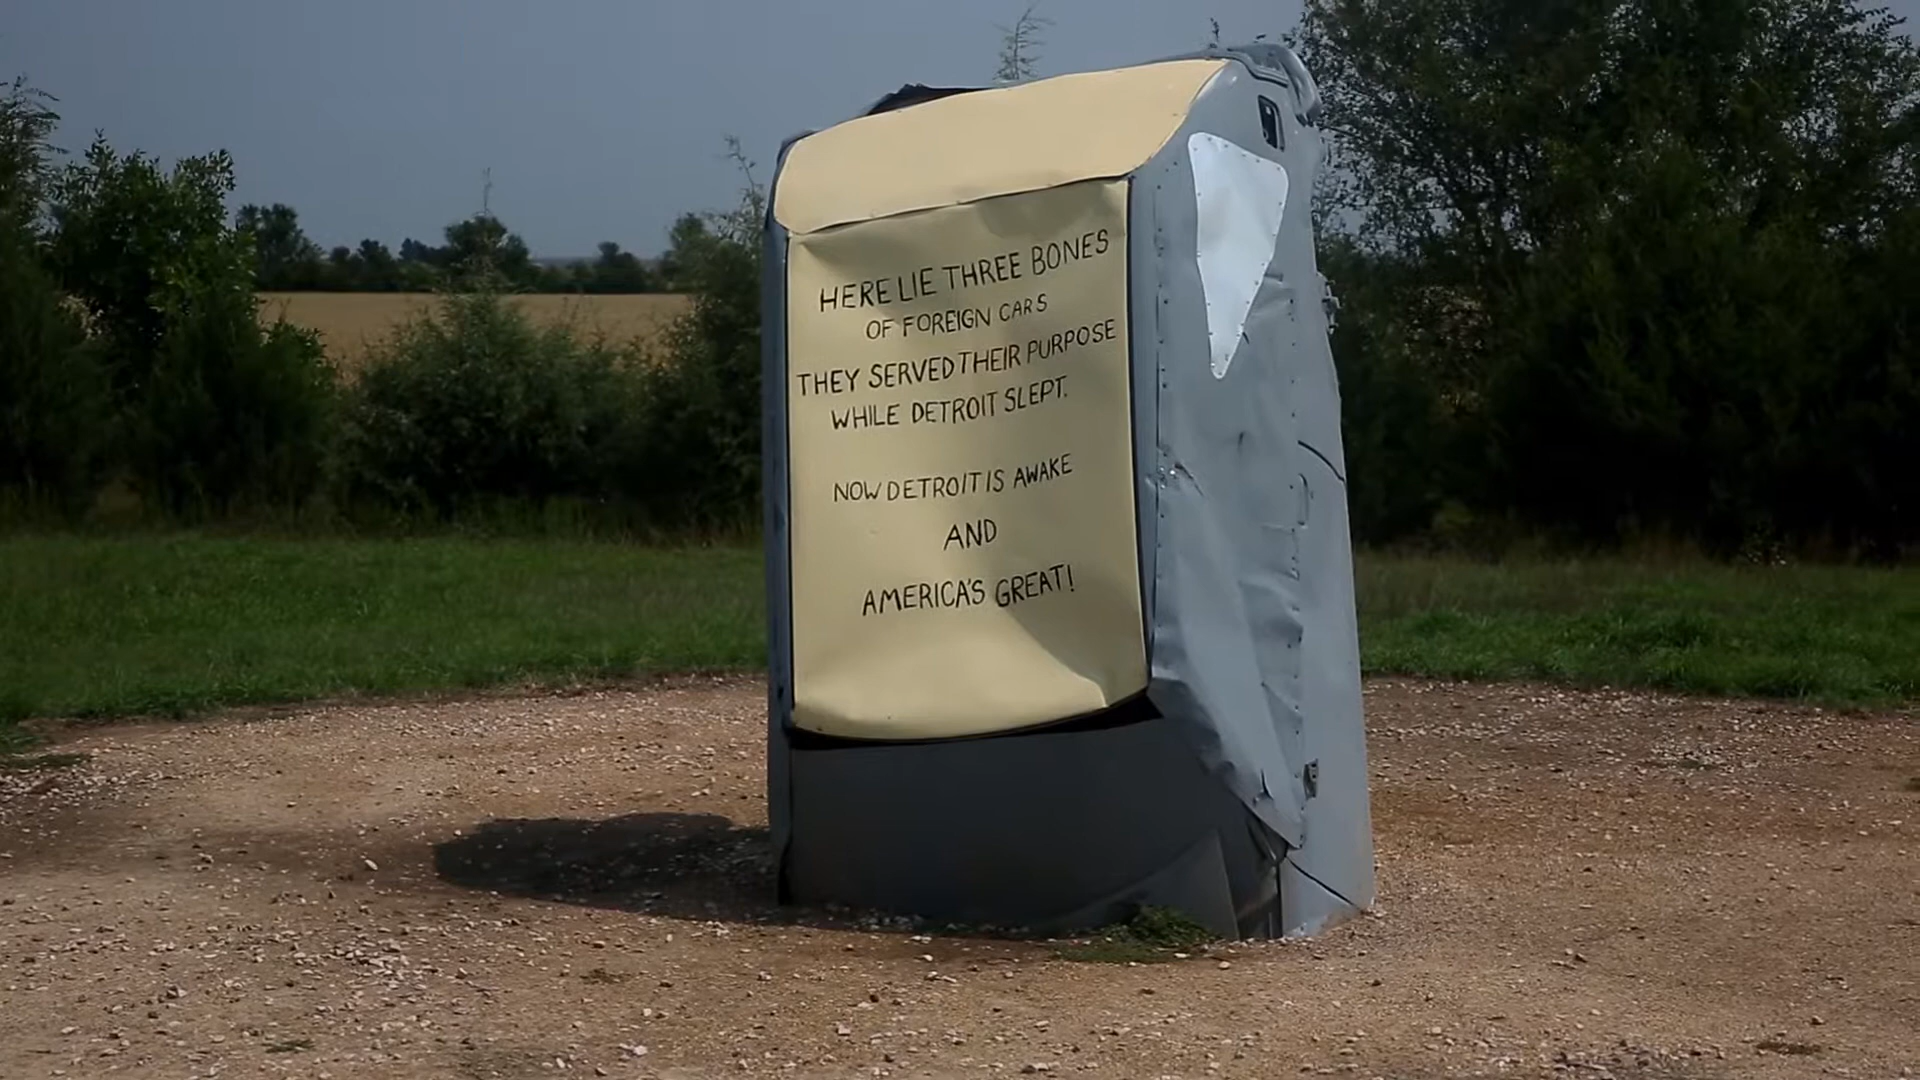 HERE LIE THREE BONES
OF FOREIGN CARS
THEY SERVED THEIR PURPOSE
WHILE DETROIT SLEPT.
NOW DETROIT IS AWAKE
AND
AMERICA'S GREAT!